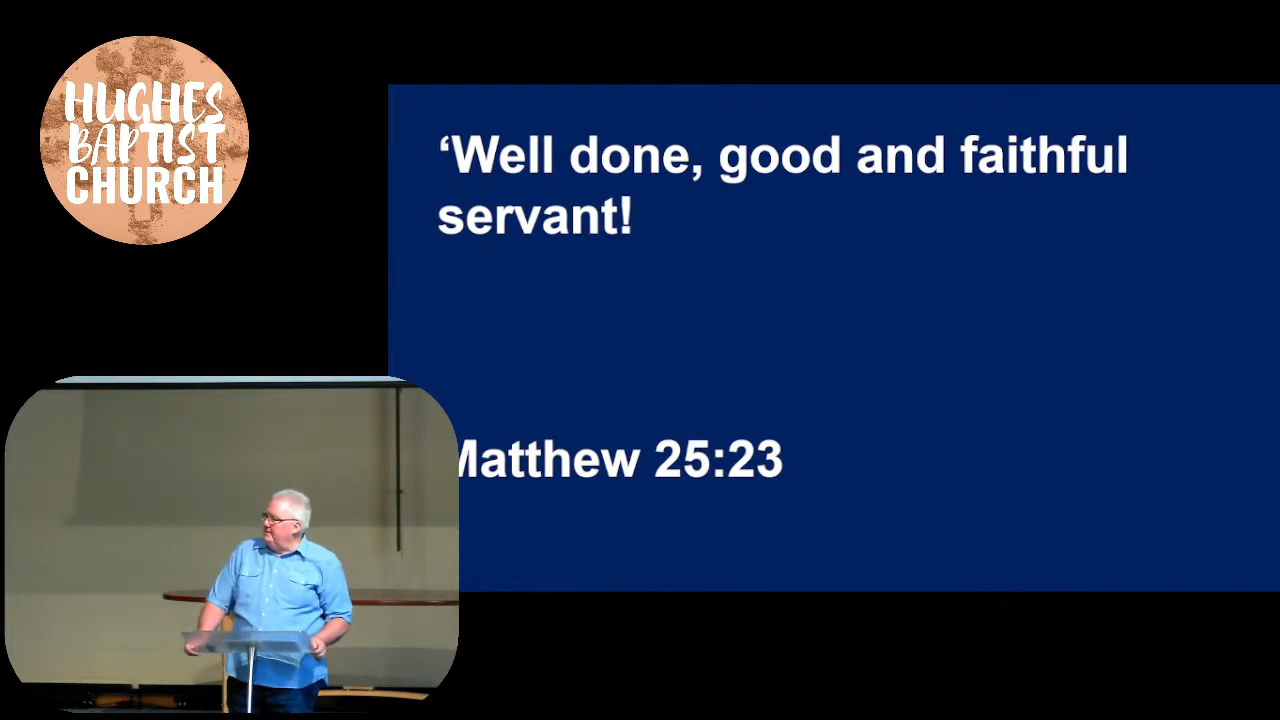 HUGHES
BAPTIST
CHURCH
‘Well done, good and faithful
servant!
Matthew 25:23